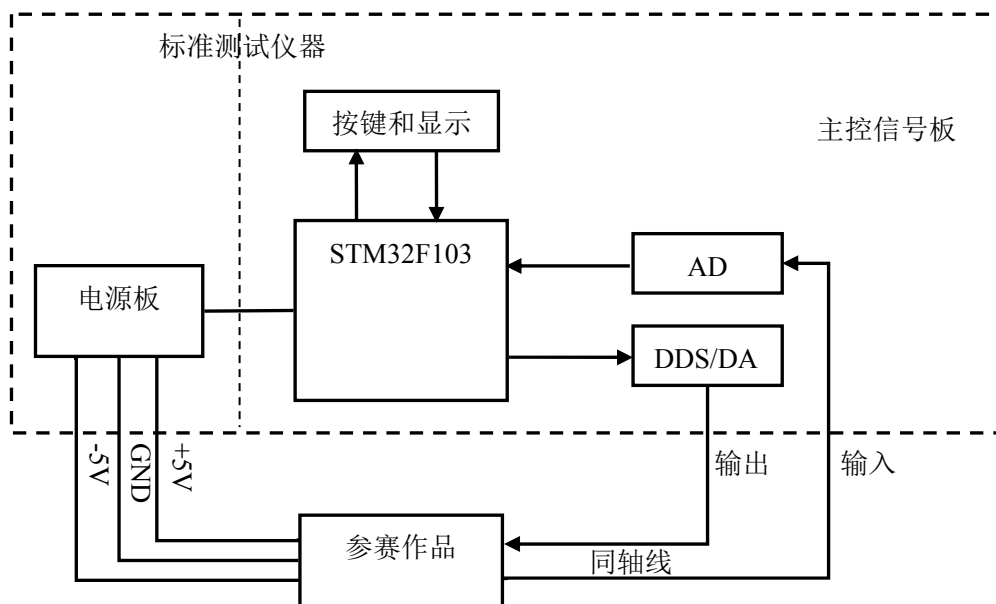 标准测试仪器
按键和显示
主控信号板
STM32F103
AD
电源板
DDS/DA
-5V
GND
+5V
输出
输入
参赛作品
同轴线